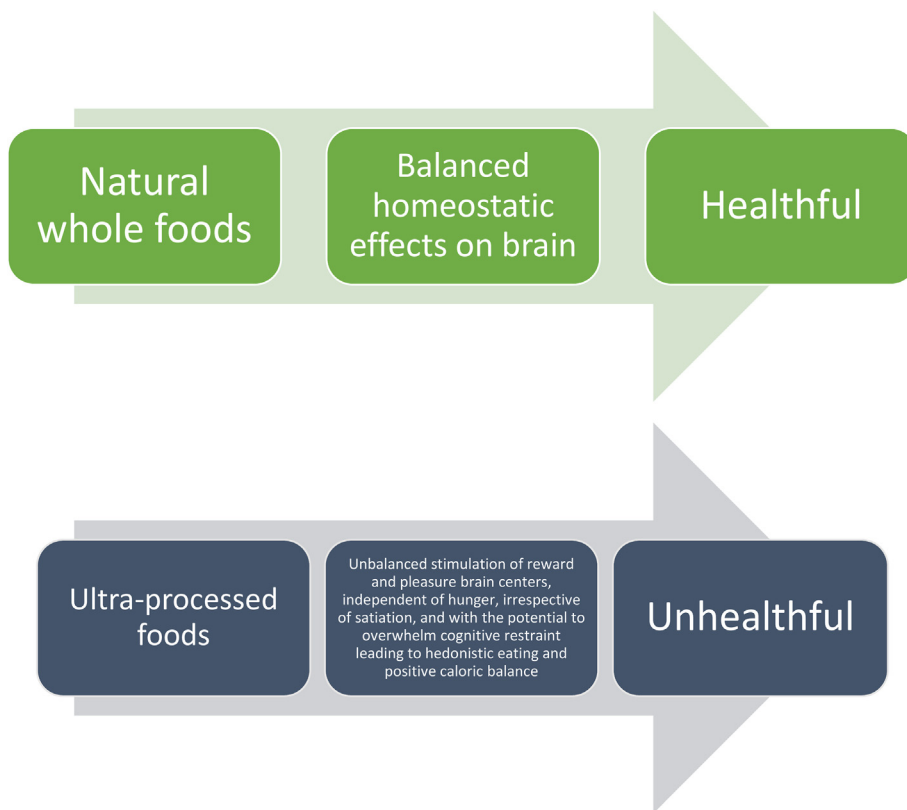 Natural
whole foods
Balanced
homeostatic
effects on brain
Healthful
Ultra-processed
foods
Unbalanced stimulation of reward
and pleasure brain centers,
independent of hunger, irrespective
of satiation, and with the potential to
overwhelm cognitive restraint
leading to hedonistic eating and
positive caloric balance
Unhealthful